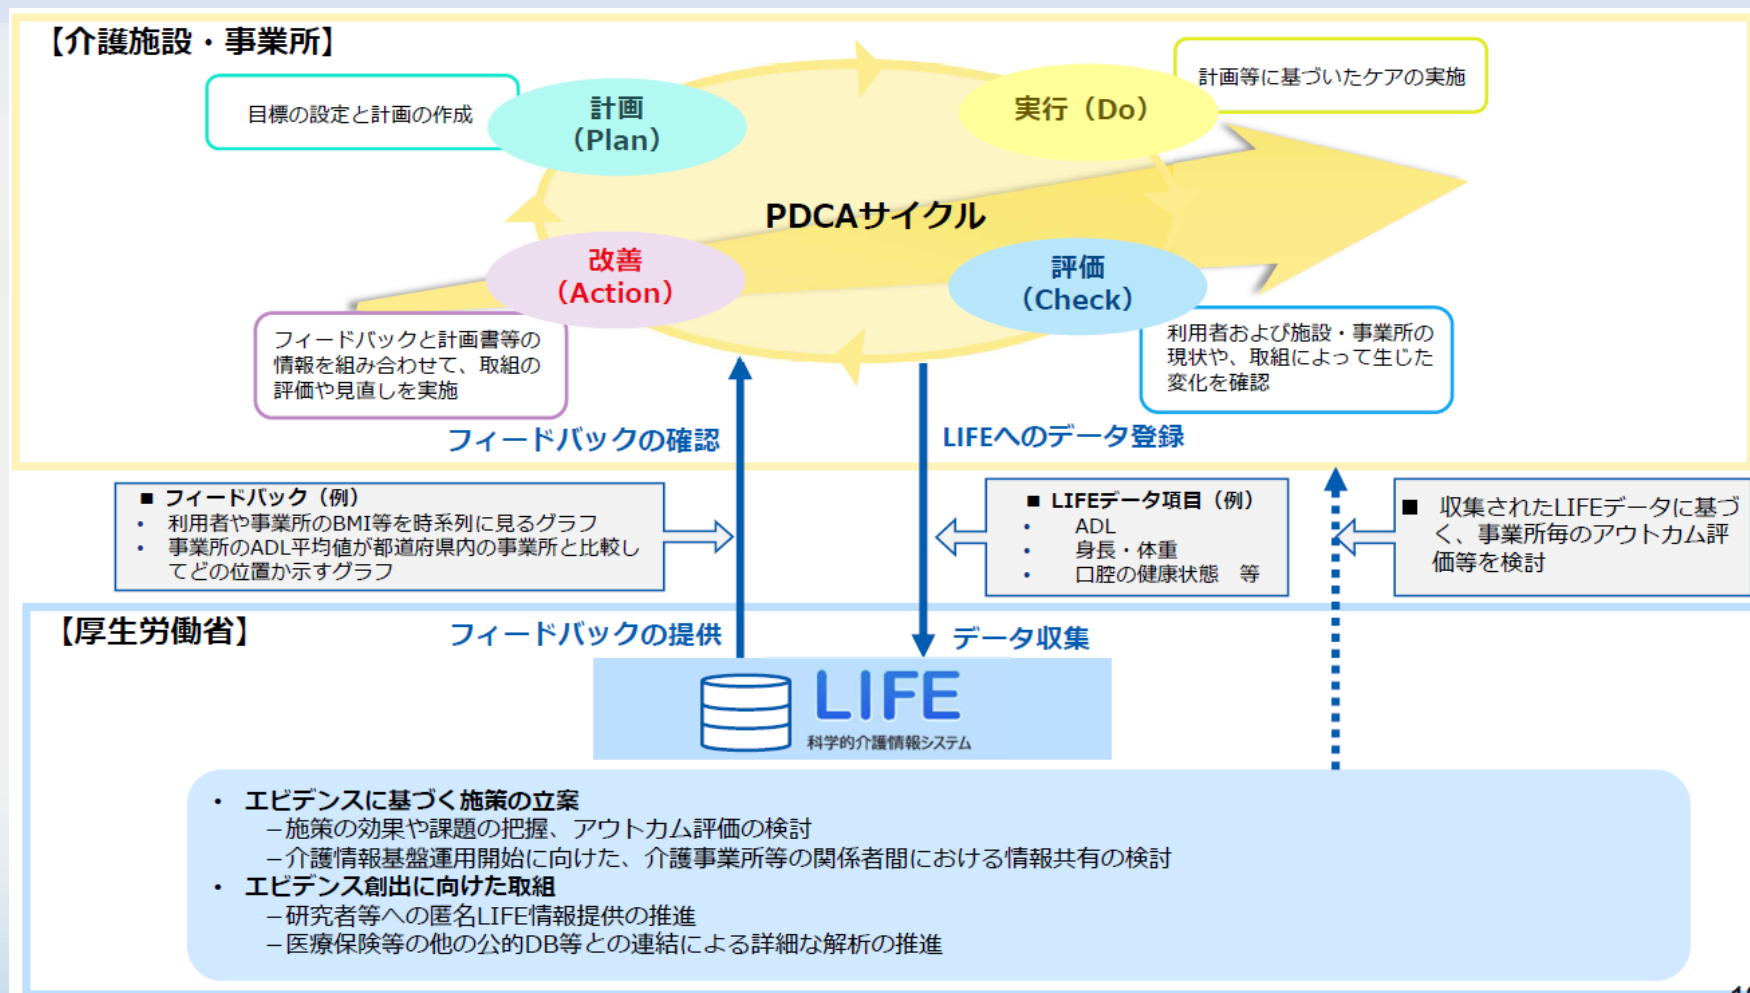 【介護施設・事業所】
目標の設定と計画の作成
計画
（Plan）
実行（Do）
計画等に基づいたケアの実施
PDCAサイクル
改善
（Action）
評価
（Check）
フィードバックと計画書等の
情報を組み合わせて、取組の
評価や見直しを実施
利用者および施設・事業所の
現状や、取組によって生じた
変化を確認
フィードバックの確認
LIFEへのデータ登録
■ フィードバック（例）
• 利用者や事業所のBMI等を時系列に見るグラフ
• 事業所のADL平均値が都道府県内の事業所と比較し
てどの位置か示すグラフ
■ LIFEデータ項目（例）
• ADL
• 身長・体重
• 口腔の健康状態　等
■ 収集されたLIFEデータに基づ
く、事業所毎のアウトカム評
価等を検討
【厚生労働省】
フィードバックの提供
データ収集
LIFE
科学的介護情報システム
• エビデンスに基づく施策の立案
－施策の効果や課題の把握、アウトカム評価の検討
－介護情報基盤運用開始に向けた、介護事業所等の関係者間における情報共有の検討
• エビデンス創出に向けた取組
－研究者等への匿名LIFE情報提供の推進
－医療保険等の他の公的DB等との連結による詳細な解析の推進